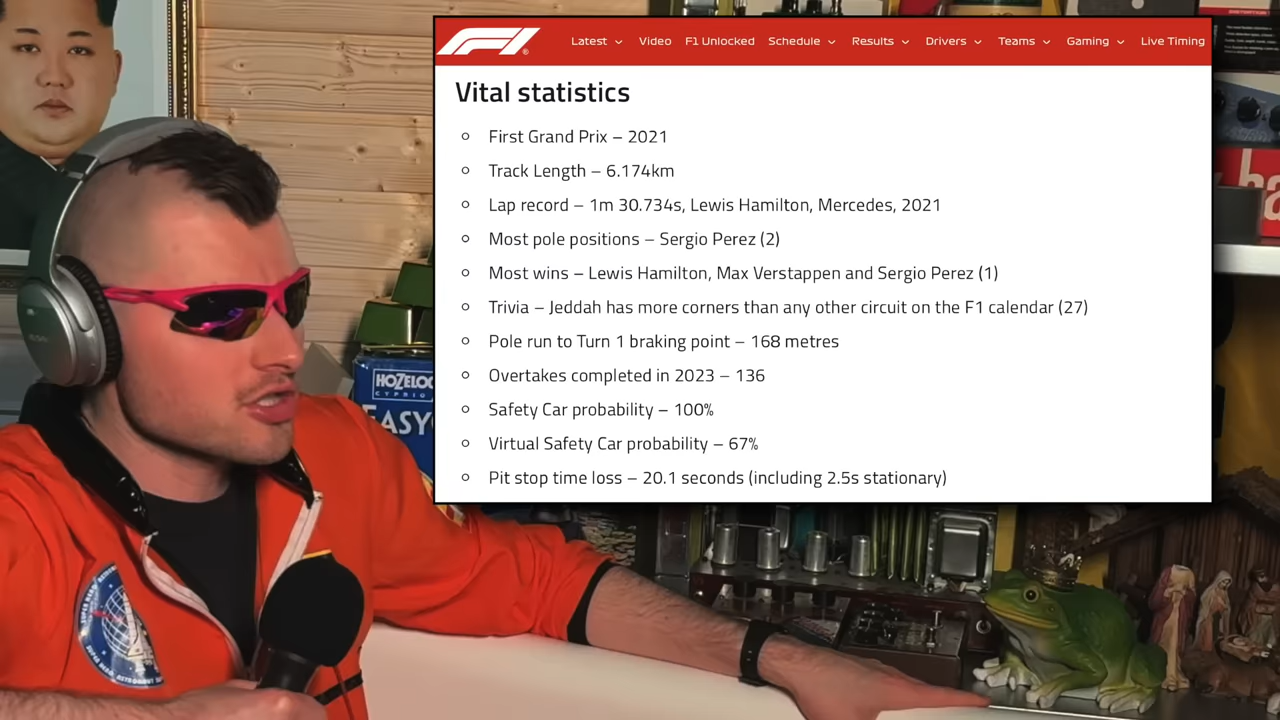 F1
Latest Video F1 Unlocked Schedule Results Drivers Teams Gaming Live Timing
Vital statistics
First Grand Prix – 2021
Track Length – 6.174km
Lap record – 1m 30.734s, Lewis Hamilton, Mercedes, 2021
Most pole positions – Sergio Perez (2)
Most wins – Lewis Hamilton, Max Verstappen and Sergio Perez (1)
Trivia – Jeddah has more corners than any other circuit on the F1 calendar (27)
Pole run to Turn 1 braking point – 168 metres
Overtakes completed in 2023 – 136
Safety Car probability – 100%
Virtual Safety Car probability – 67%
Pit stop time loss – 20.1 seconds (including 2.5s stationary)
HOZELOC
CYPRIO
EASY
ha